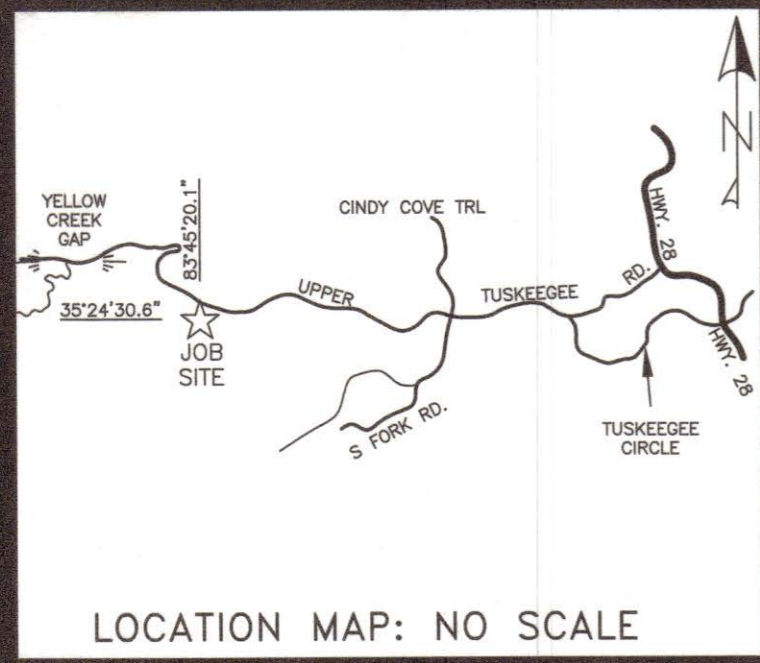 N
YELLOW
CREEK
GAP
83°45'20.1"
35°24'30.6"
JOB
SITE
UPPER
CINDY COVE TRL
TUSKEEGEE
RD.
HWY. 28
HWY. 28
S FORK RD.
TUSKEEGEE
CIRCLE
LOCATION MAP: NO SCALE